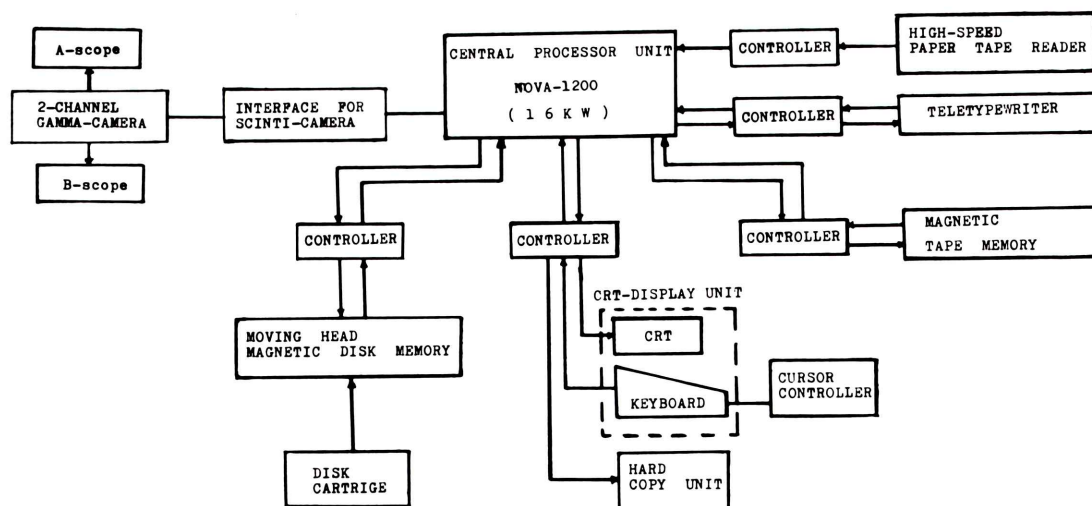 A-scope
2-CHANNEL
GAMMA-CAMERA
B-scope
INTERFACE FOR
SCINTI-CAMERA
CENTRAL PROCESSOR UNIT
NOVA-1200
( 1 6 K W )
CONTROLLER
HIGH-SPEED
PAPER TAPE READER
CONTROLLER
TELETYPEWRITER
CONTROLLER
CONTROLLER
CONTROLLER
MAGNETIC
TAPE MEMORY
MOVING HEAD
MAGNETIC DISK MEMORY
DISK
CARTRIGE
CRT-DISPLAY UNIT
CRT
KEYBOARD
CURSOR
CONTROLLER
HARD
COPY UNIT